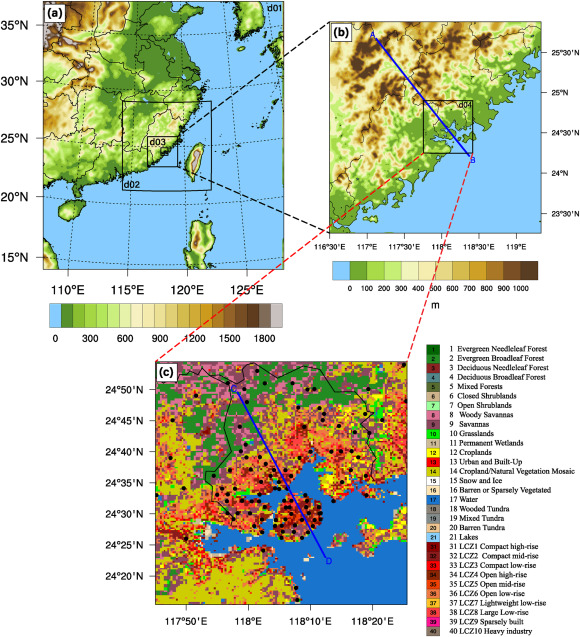 (a)
d01
35°N
30°N
25°N
20°N
15°N
d03
d02
110°E
115°E
120°E
125°E
0 300 600 900 1200 1500 1800
(b)
A
d04
C
B
25°50'N
25°N
24°50'N
24°N
23°50'N
116°50'E 117°E 117°50'E 118°E 118°50'E 119°E
0 100 200 300 400 500 600 700 800 900 1000
m
(c)
24°50'N
24°45'N
24°40'N
24°35'N
24°30'N
24°25'N
24°20'N
D
117°50'E
118°E
118°10'E
118°20'E
1 Evergreen Needleleaf Forest
2 Evergreen Broadleaf Forest
3 Deciduous Needleleaf Forest
4 Deciduous Broadleaf Forest
5 Mixed Forests
6 Closed Shrublands
7 Open Shrublands
8 Woody Savannas
9 Savannas
10 Grasslands
11 Permanent Wetlands
12 Croplands
13 Urban and Built-Up
14 Cropland/Natural Vegetation Mosaic
15 Snow and Ice
16 Barren or Sparsely Vegetated
17 Water
18 Wooded Tundra
19 Mixed Tundra
20 Barren Tundra
21 Lakes
31 LCZ1 Compact high-rise
32 LCZ2 Compact mid-rise
33 LCZ3 Compact low-rise
34 LCZ4 Open high-rise
35 LCZ5 Open mid-rise
36 LCZ6 Open low-rise
37 LCZ7 Lightweight low-rise
38 LCZ8 Large Low-rise
39 LCZ9 Sparsely built
40 LCZ10 Heavy industry